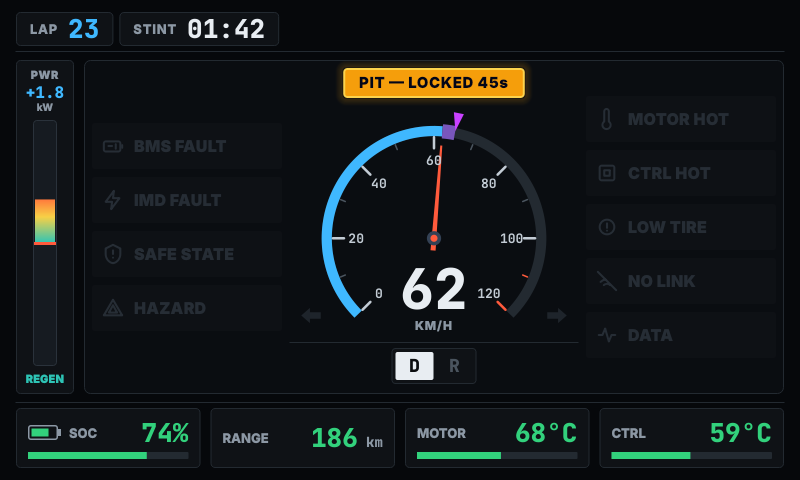 LAP 23 STINT 01:42
PWR
+1.8
kW
REGEN
PIT — LOCKED 45s
BMS FAULT
IMD FAULT
SAFE STATE
HAZARD
0
20
40
60
80
100
120
62
KM/H
D R
MOTOR HOT
CTRL HOT
LOW TIRE
NO LINK
DATA
SOC 74%
RANGE 186 km
MOTOR 68°C
CTRL 59°C